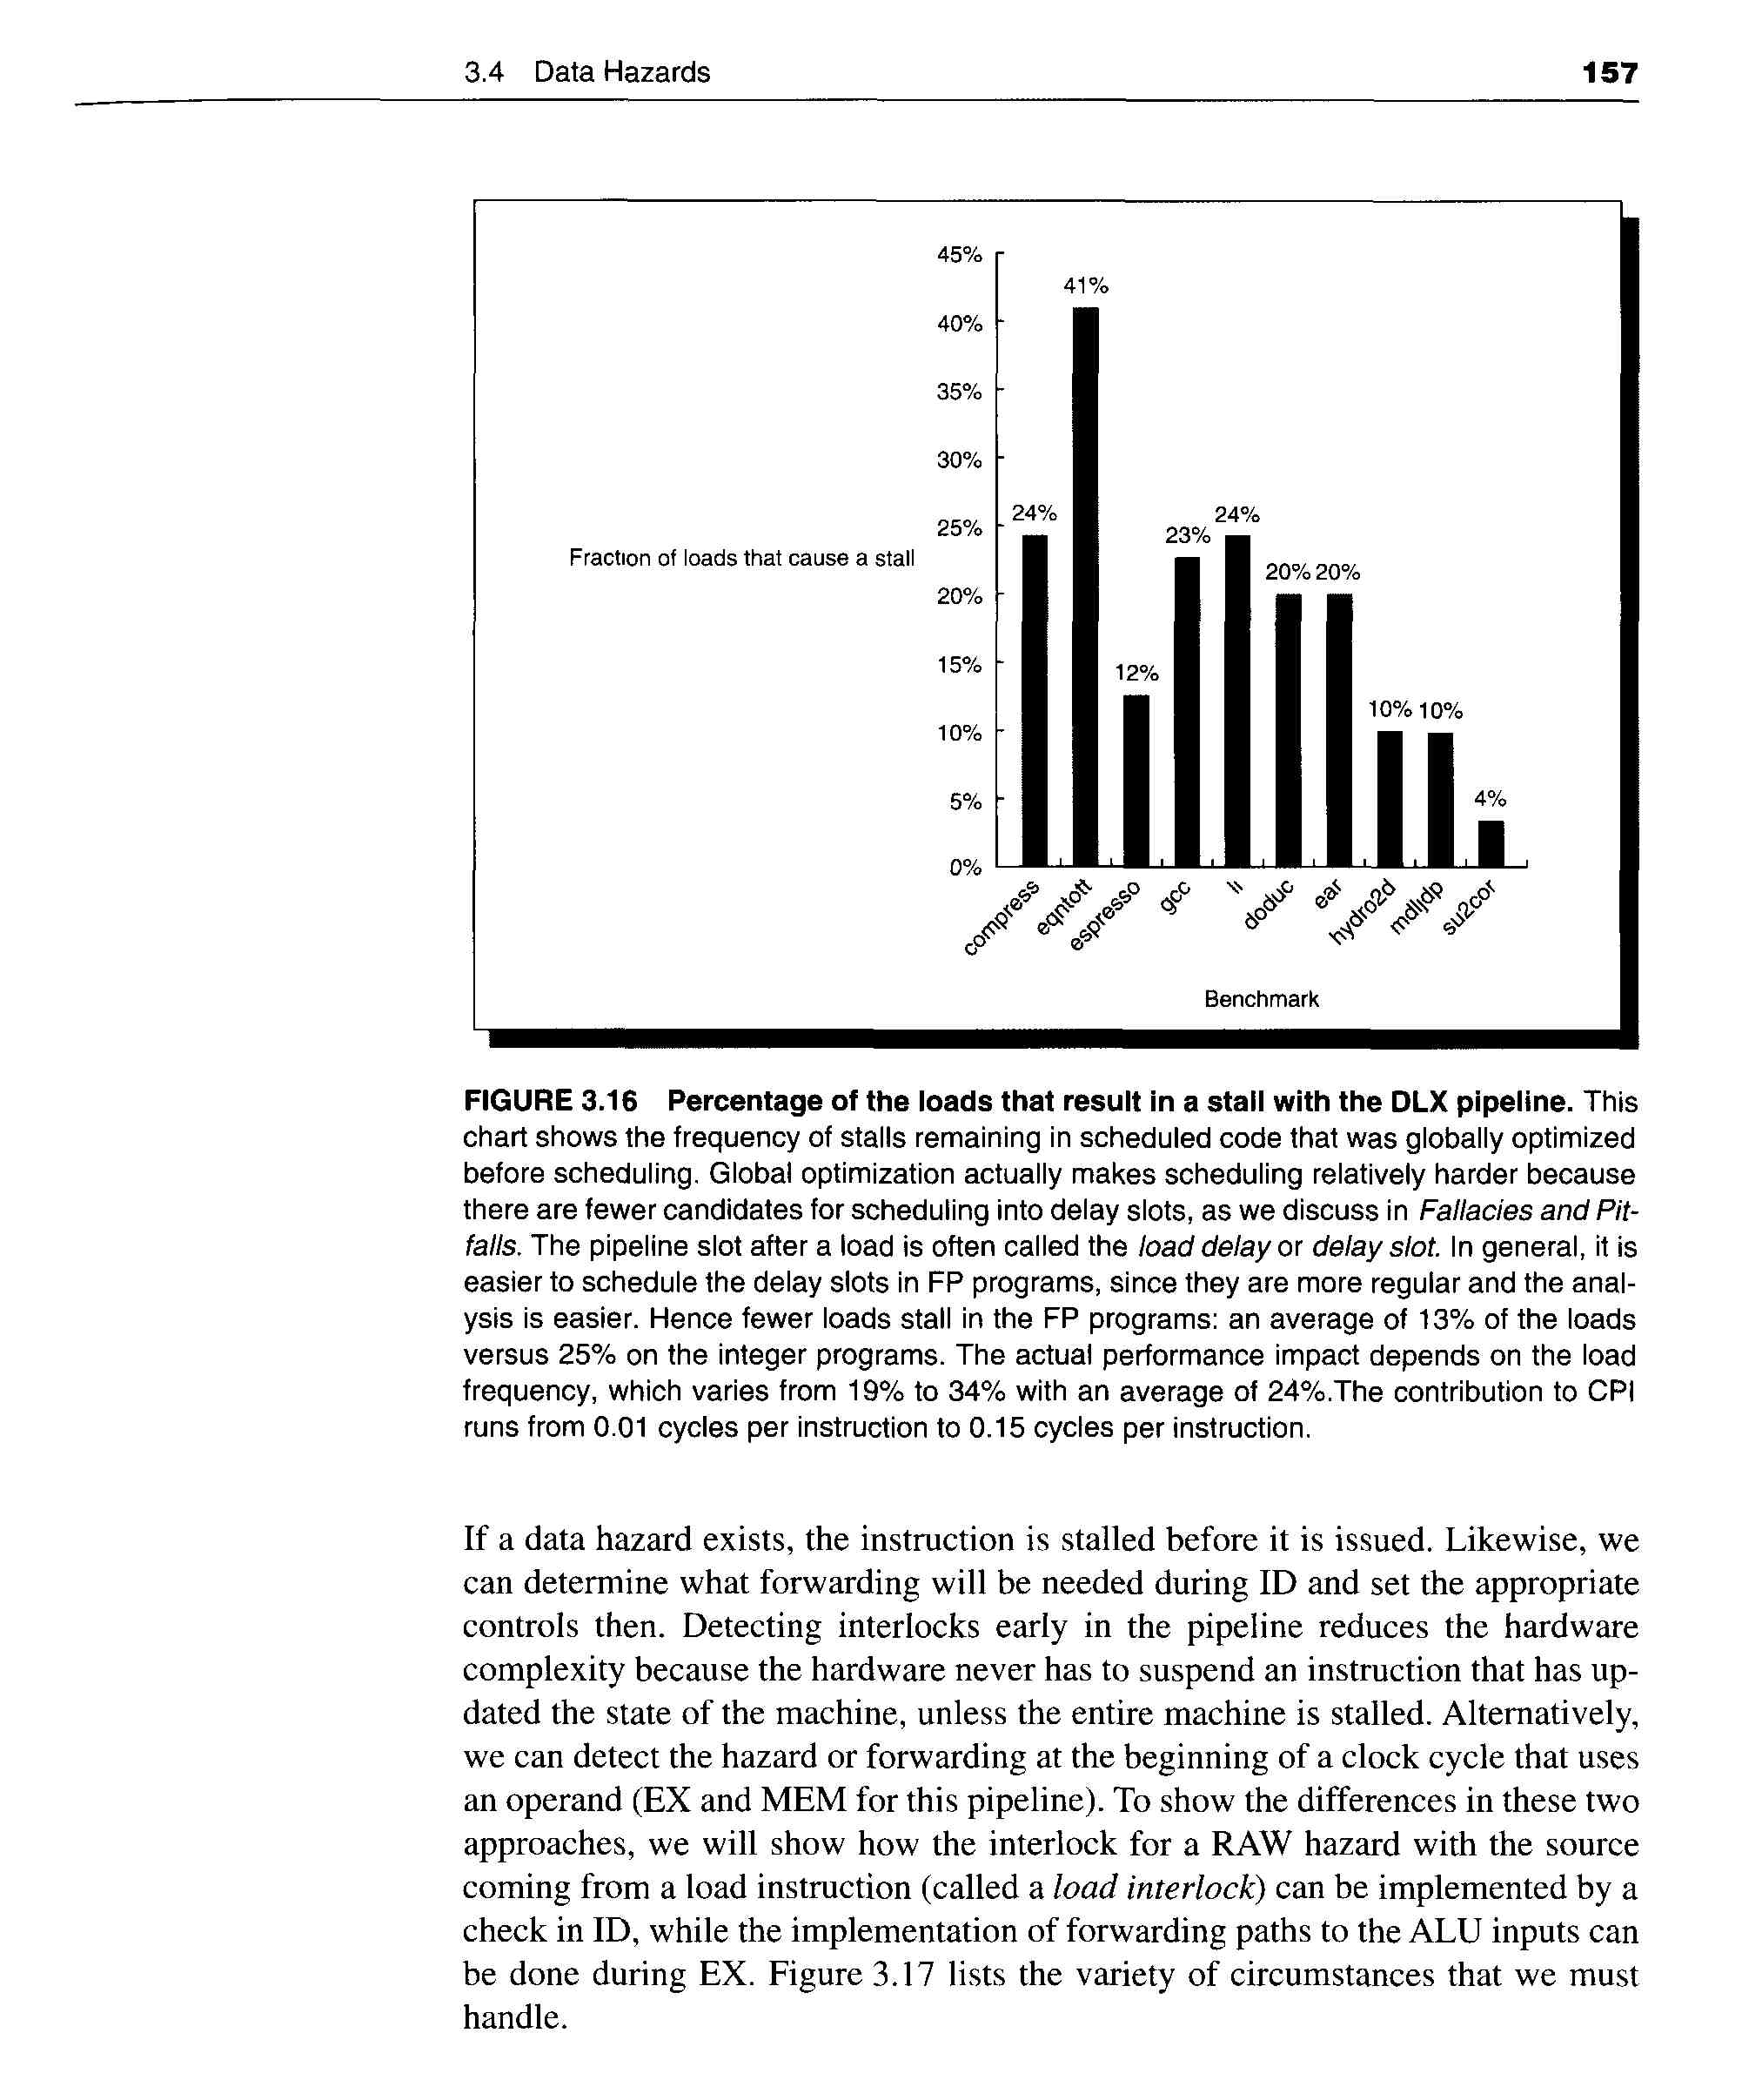 3.4 Data Hazards 157
45%
41%
40%
35%
30%
24%
24%
25%
23%
Fraction of loads that cause a stall
20% 20%
20%
15%
12%
10% 10%
10%
5%
4%
0%
compress eqntott espresso gcc li doduc ear hydro2d mdljdp su2cor
Benchmark
FIGURE 3.16 Percentage of the loads that result in a stall with the DLX pipeline. This
chart shows the frequency of stalls remaining in scheduled code that was globally optimized
before scheduling. Global optimization actually makes scheduling relatively harder because
there are fewer candidates for scheduling into delay slots, as we discuss in Fallacies and Pit-
falls. The pipeline slot after a load is often called the load delay or delay slot. In general, it is
easier to schedule the delay slots in FP programs, since they are more regular and the anal-
ysis is easier. Hence fewer loads stall in the FP programs: an average of 13% of the loads
versus 25% on the integer programs. The actual performance impact depends on the load
frequency, which varies from 19% to 34% with an average of 24%.The contribution to CPI
runs from 0.01 cycles per instruction to 0.15 cycles per instruction.
If a data hazard exists, the instruction is stalled before it is issued. Likewise, we
can determine what forwarding will be needed during ID and set the appropriate
controls then. Detecting interlocks early in the pipeline reduces the hardware
complexity because the hardware never has to suspend an instruction that has up-
dated the state of the machine, unless the entire machine is stalled. Alternatively,
we can detect the hazard or forwarding at the beginning of a clock cycle that uses
an operand (EX and MEM for this pipeline). To show the differences in these two
approaches, we will show how the interlock for a RAW hazard with the source
coming from a load instruction (called a load interlock) can be implemented by a
check in ID, while the implementation of forwarding paths to the ALU inputs can
be done during EX. Figure 3.17 lists the variety of circumstances that we must
handle.